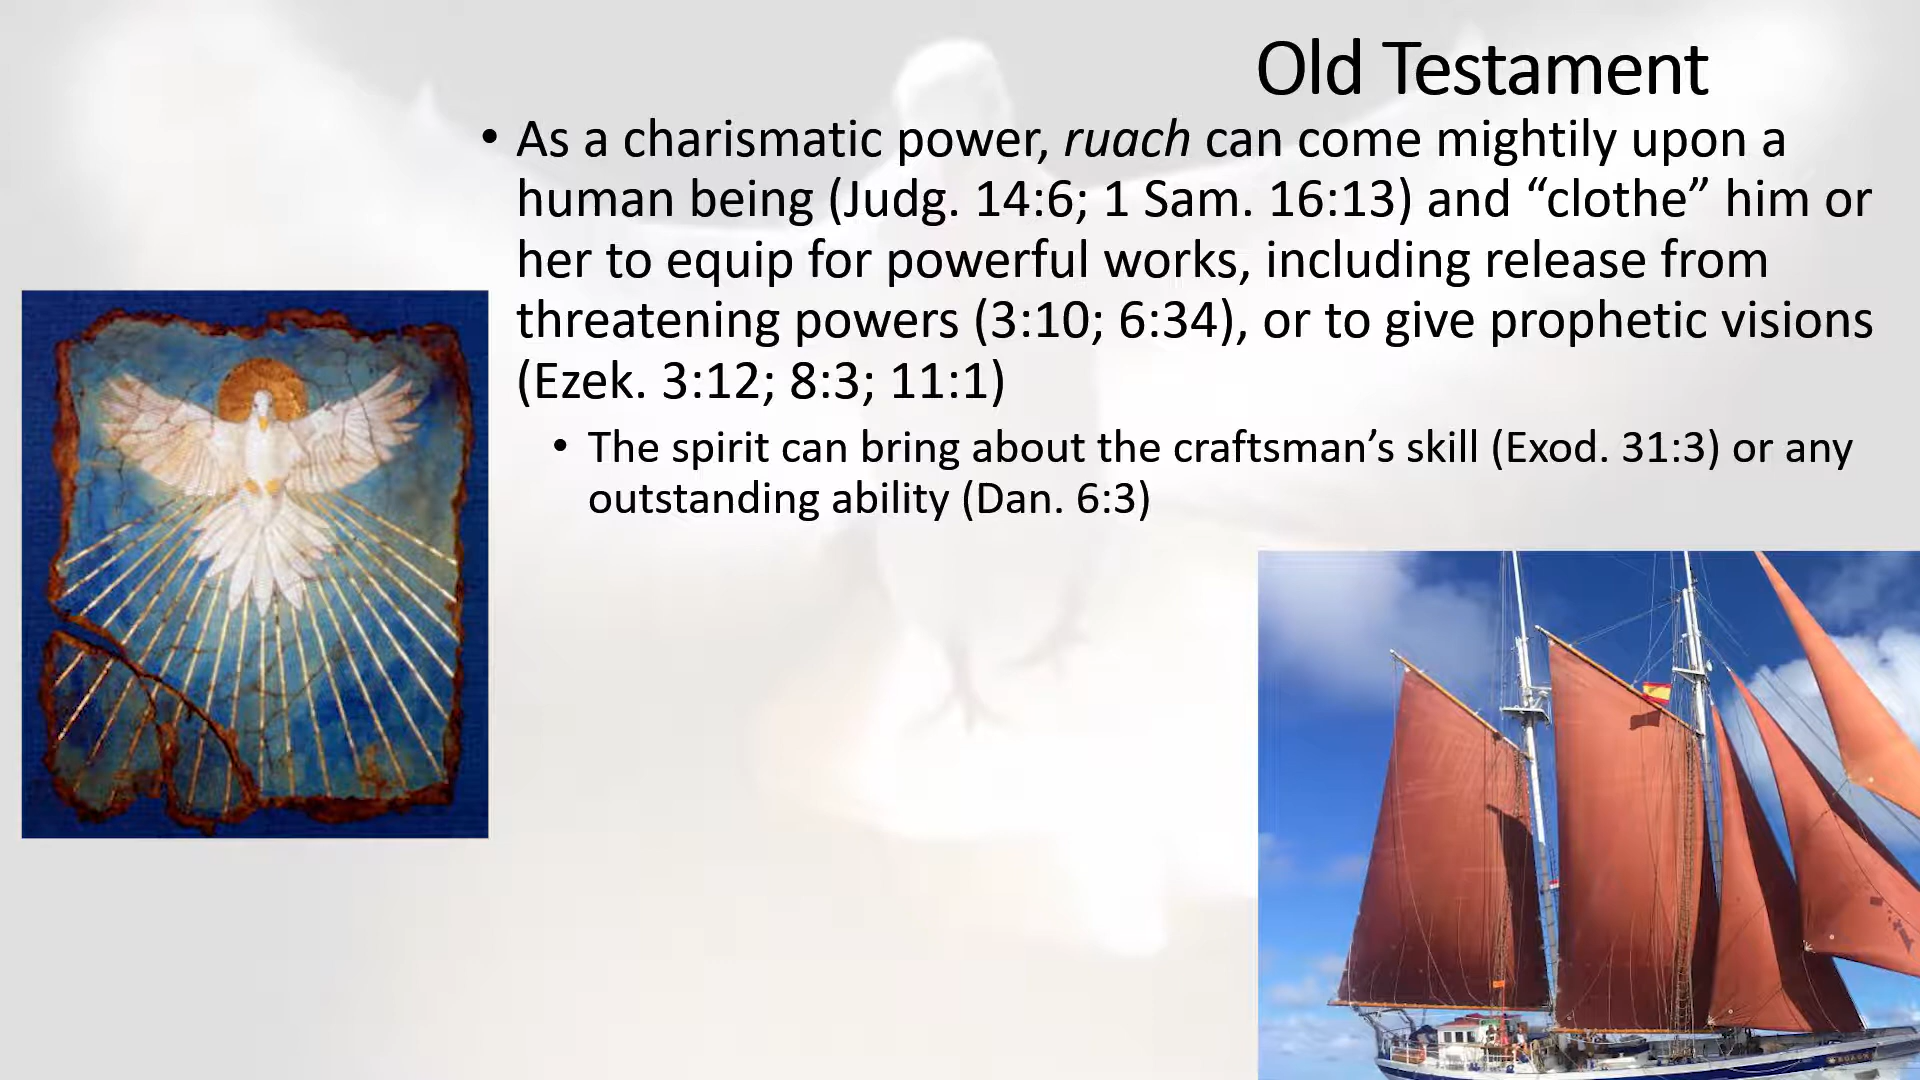 Old Testament
• As a charismatic power, ruach can come mightily upon a
human being (Judg. 14:6; 1 Sam. 16:13) and “clothe” him or
her to equip for powerful works, including release from
threatening powers (3:10; 6:34), or to give prophetic visions
(Ezek. 3:12; 8:3; 11:1)
• The spirit can bring about the craftsman’s skill (Exod. 31:3) or any
outstanding ability (Dan. 6:3)